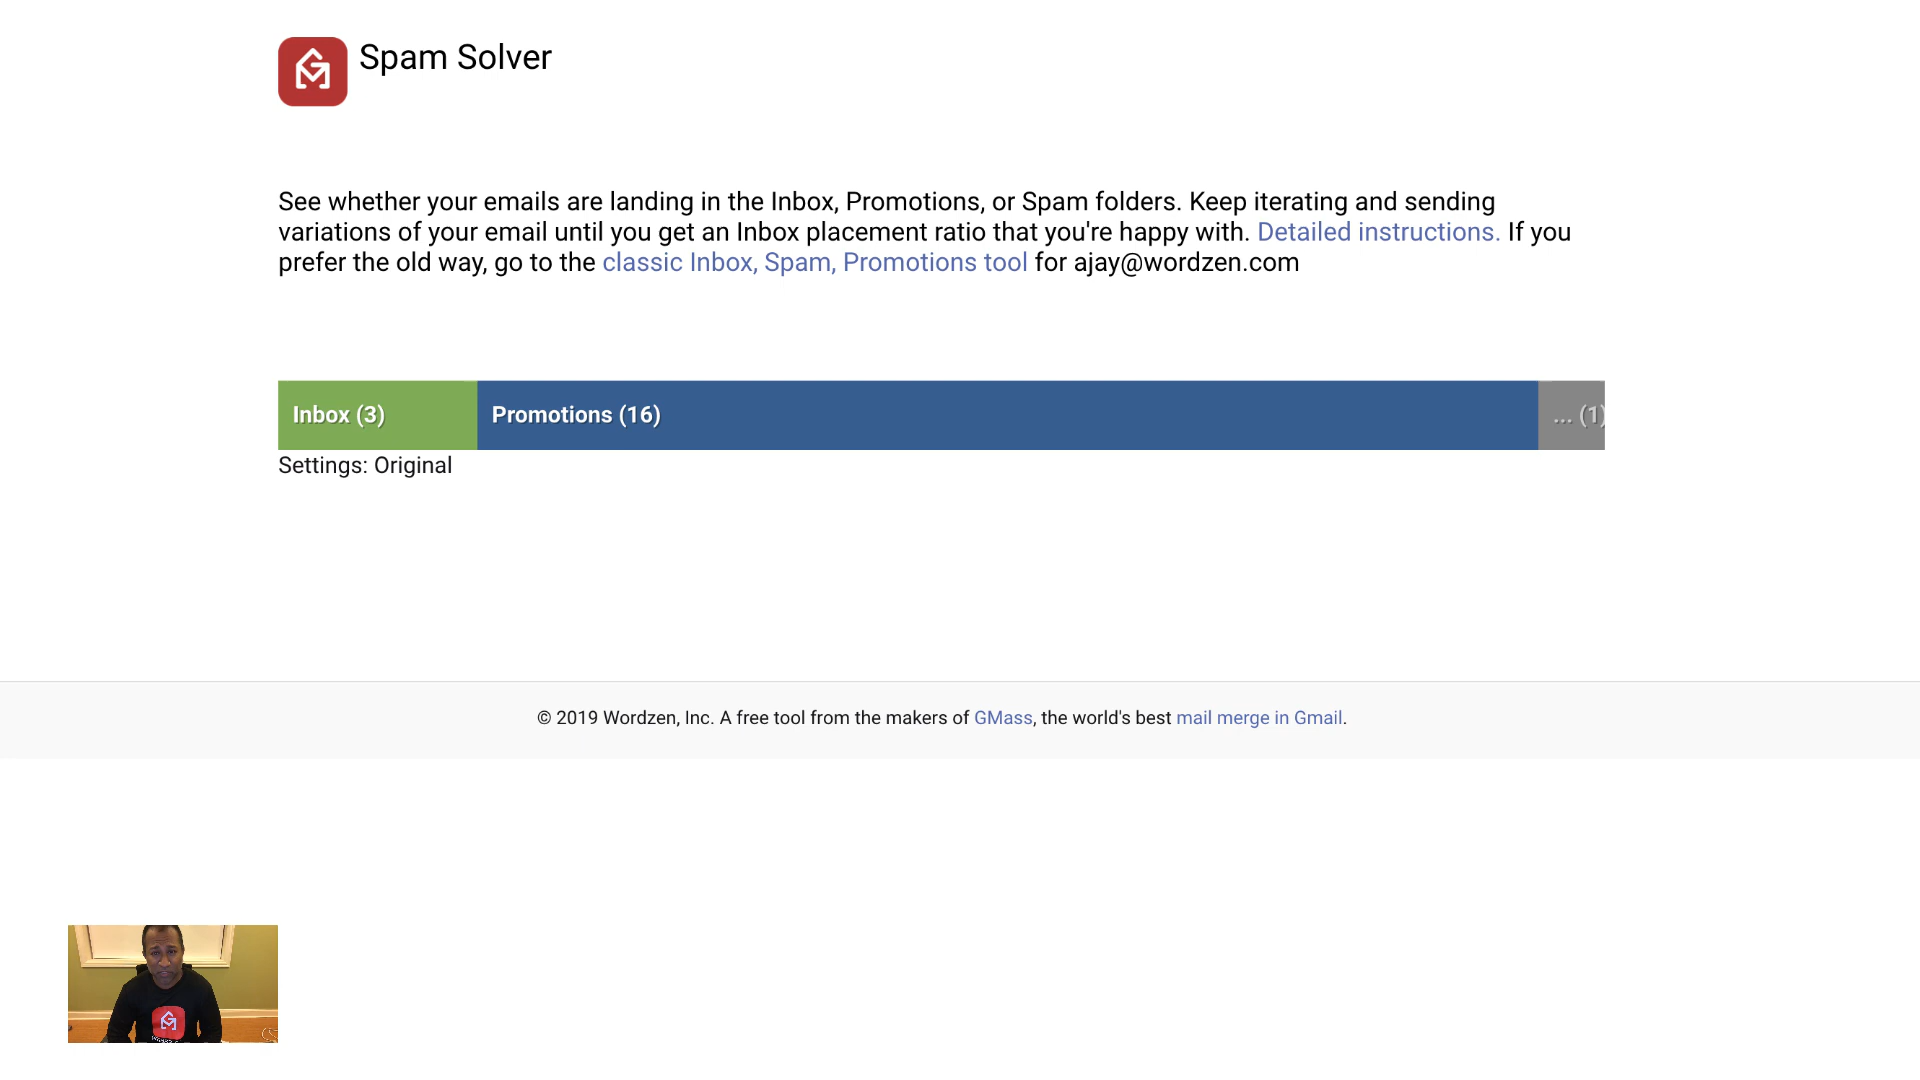 Spam Solver
See whether your emails are landing in the Inbox, Promotions, or Spam folders. Keep iterating and sending
variations of your email until you get an Inbox placement ratio that you're happy with. Detailed instructions. If you
prefer the old way, go to the classic Inbox, Spam, Promotions tool for ajay@wordzen.com
Inbox (3) Promotions (16) ... (1)
Settings: Original
© 2019 Wordzen, Inc. A free tool from the makers of GMass, the world's best mail merge in Gmail.